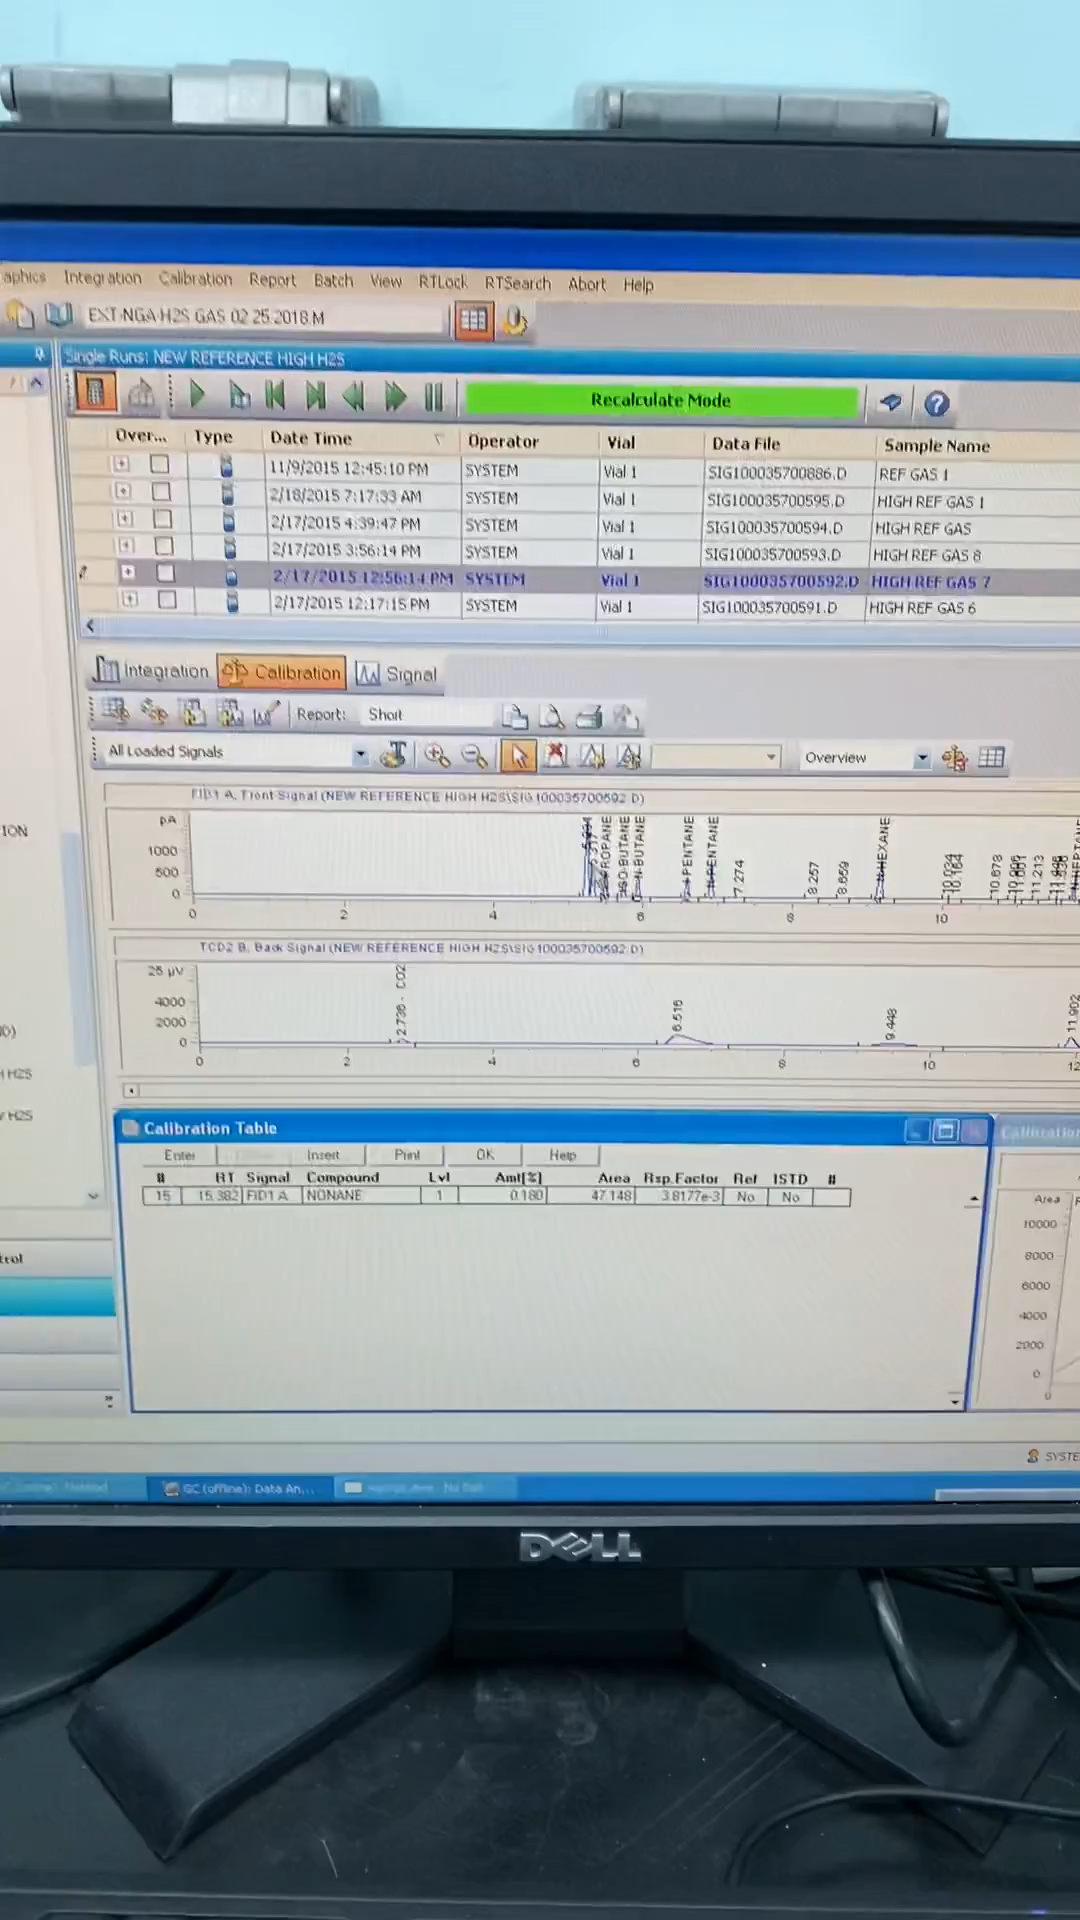 aphics Integration Calibration Report Batch View RTLock RTSearch Abort Help
EXT-NGA H2S GAS 02 25.2018.M
Single Runs: NEW REFERENCE HIGH H2S
Recalculate Mode
Over... Type Date Time Operator Vial Data File Sample Name
11/9/2015 12:45:10 PM SYSTEM Vial 1 SIG100035700886.D REF GAS 1
2/18/2015 7:17:33 AM SYSTEM Vial 1 SIG100035700595.D HIGH REF GAS 1
2/17/2015 4:39:47 PM SYSTEM Vial 1 SIG100035700594.D HIGH REF GAS
2/17/2015 3:56:14 PM SYSTEM Vial 1 SIG100035700593.D HIGH REF GAS 8
2/17/2015 12:56:14 PM SYSTEM Vial 1 SIG100035700592.D HIGH REF GAS 7
2/17/2015 12:17:15 PM SYSTEM Vial 1 SIG100035700591.D HIGH REF GAS 6
Integration Calibration Signal
Report: Short
All Loaded Signals Overview
FID1 A, Front Signal (NEW REFERENCE HIGH H2S\SIG100035700592.D)
pA
1000
500
0
PROPANE
N-BUTANE
7.274
8.257
8.659
10.678
11.213
0 2 4 6 8 10
TCD2 B, Back Signal (NEW REFERENCE HIGH H2S\SIG100035700592.D)
25 µV
4000
2000
0
2.736 - CO2
6.516
9.448
11.902
0 2 4 6 8 10 12
ION
H2S
H2S
trol
Calibration Table
Enter Insert Print OK Help
# RT Signal Compound Lvl Amt[%] Area Rsp.Factor Ref ISTD #
15 15.382 FID1 A NONANE 1 0.180 47.148 3.8177e-3 No No
Calibration
Area
10000
8000
6000
4000
2000
0
0
SYSTE
GC (offline): Data An...
DELL